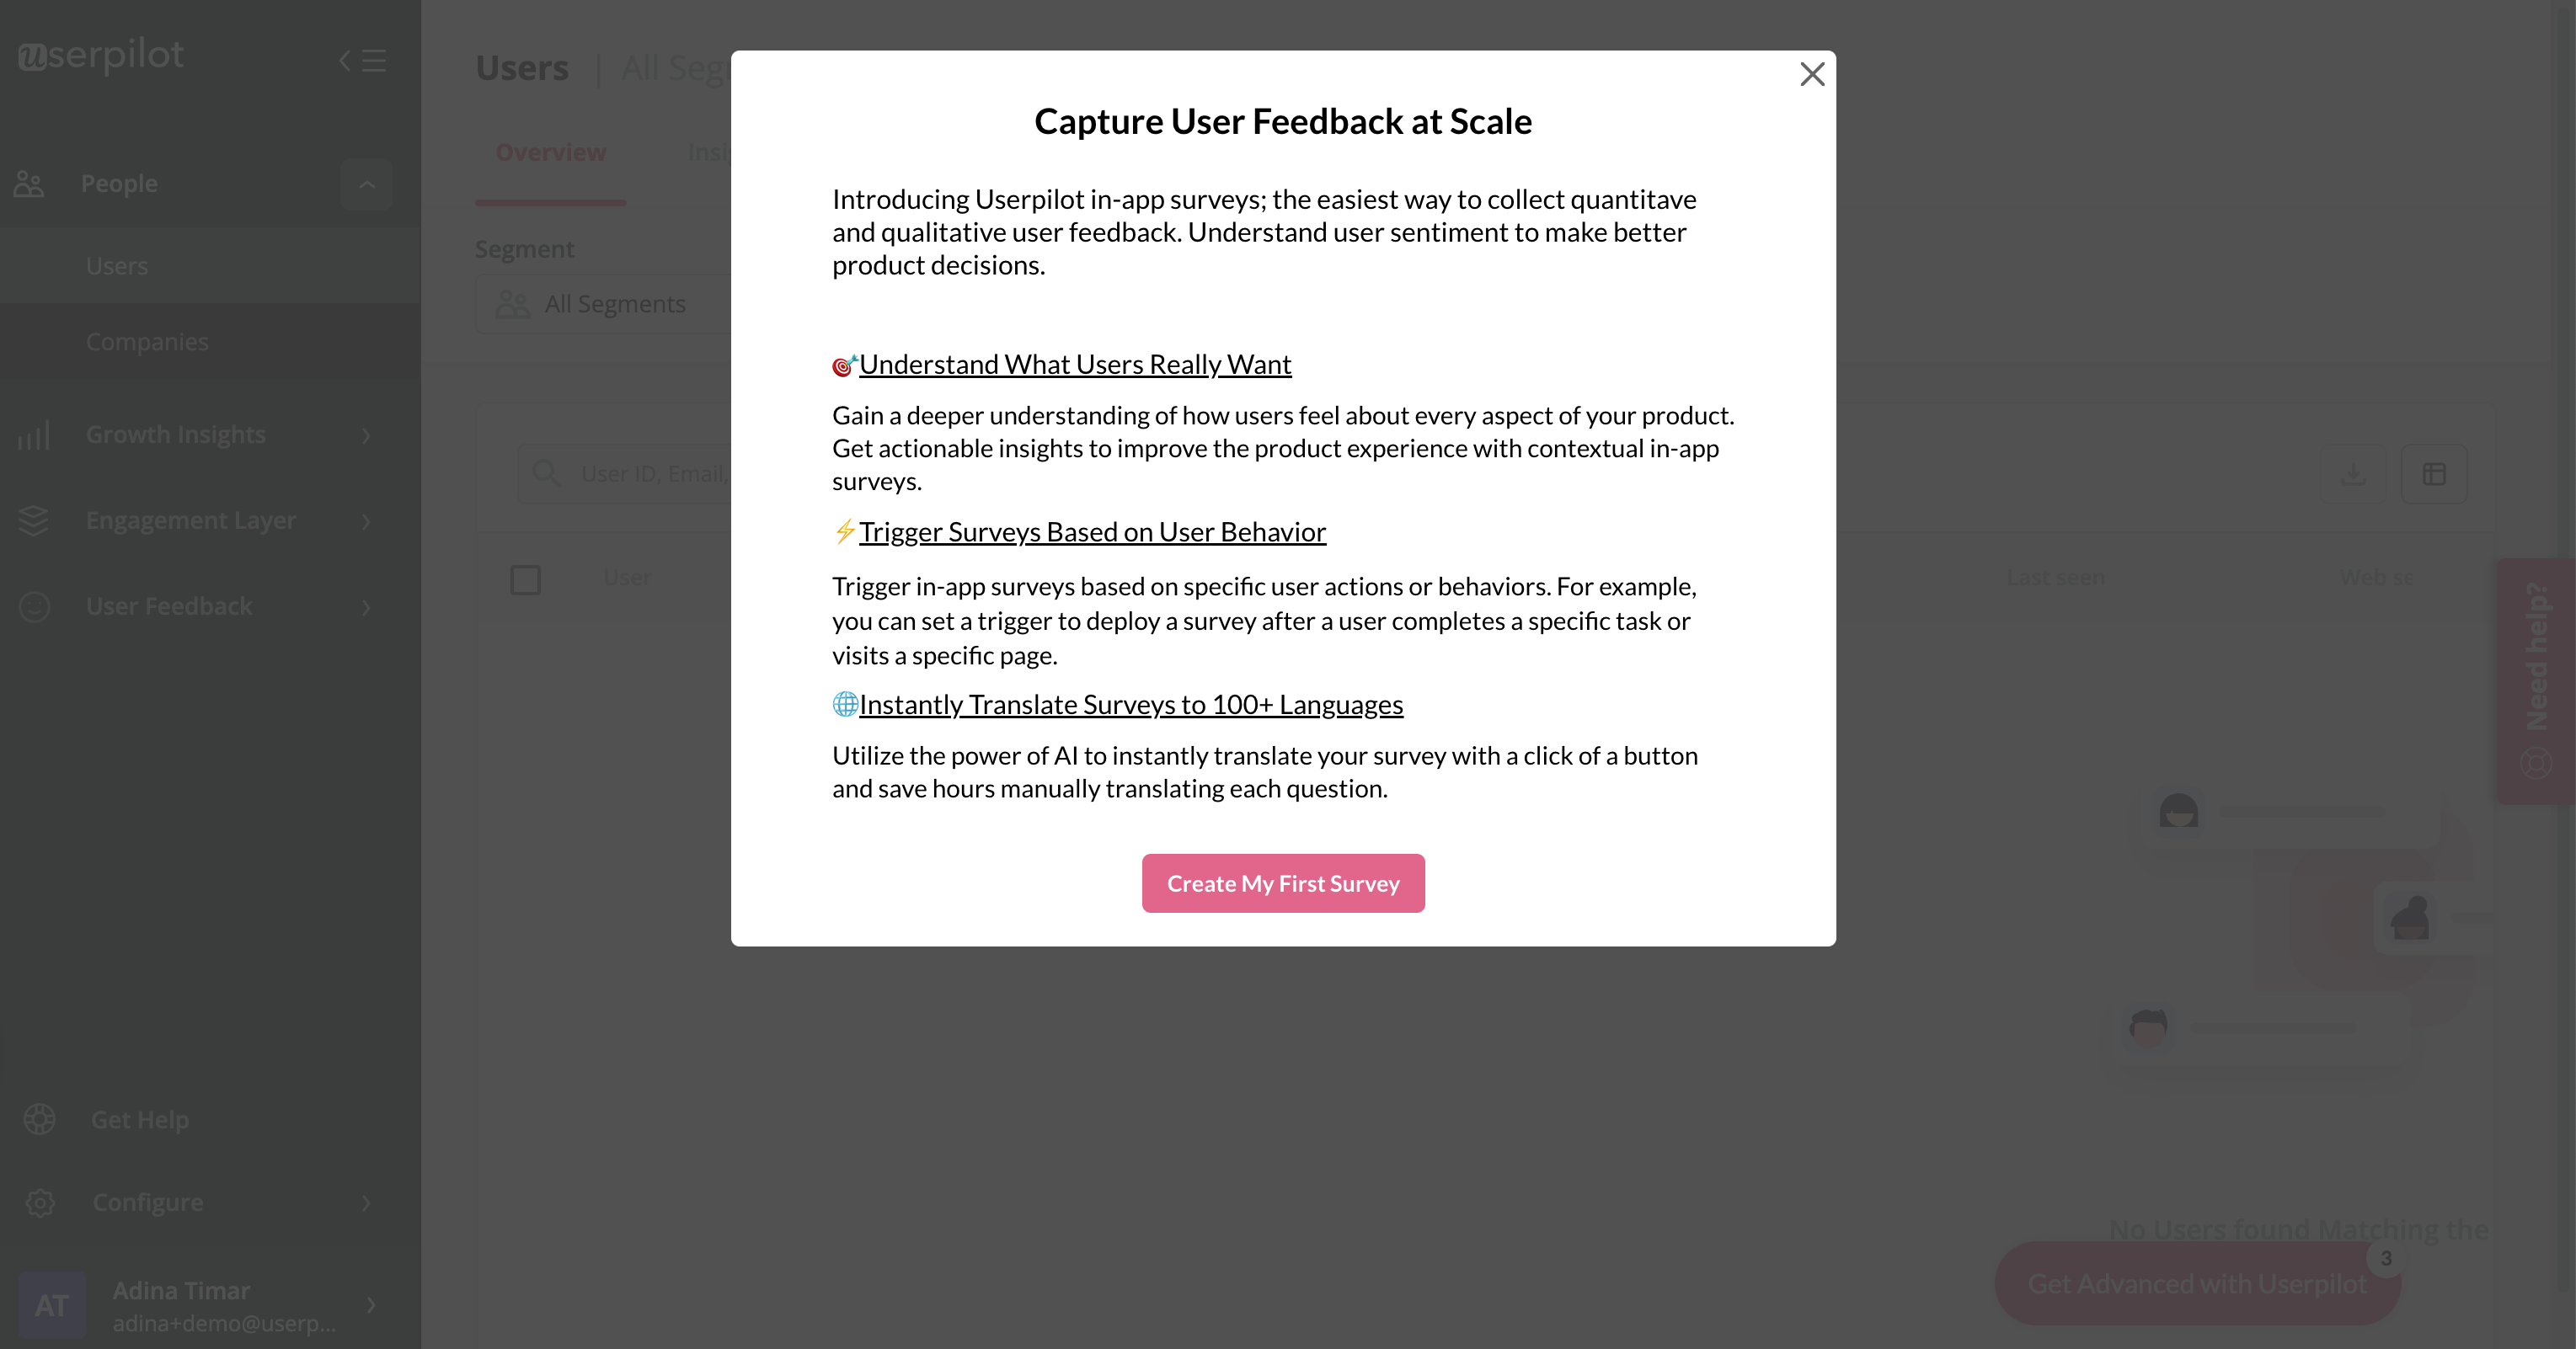 userpilot
People
Users
Companies
Growth Insights
Engagement Layer
User Feedback
Get Help
Configure
AT
Adina Timar
adina+demo@userp...
Users | All Seg
Overview
Segment
All Segments
User ID, Email,
User
Last seen
Web se
Capture User Feedback at Scale
Introducing Userpilot in-app surveys; the easiest way to collect quantitave
and qualitative user feedback. Understand user sentiment to make better
product decisions.
🎯Understand What Users Really Want
Gain a deeper understanding of how users feel about every aspect of your product.
Get actionable insights to improve the product experience with contextual in-app
surveys.
⚡Trigger Surveys Based on User Behavior
Trigger in-app surveys based on specific user actions or behaviors. For example,
you can set a trigger to deploy a survey after a user completes a specific task or
visits a specific page.
🌐Instantly Translate Surveys to 100+ Languages
Utilize the power of AI to instantly translate your survey with a click of a button
and save hours manually translating each question.
Create My First Survey
Need help?
No Users found Matching the
3
Get Advanced with Userpilot